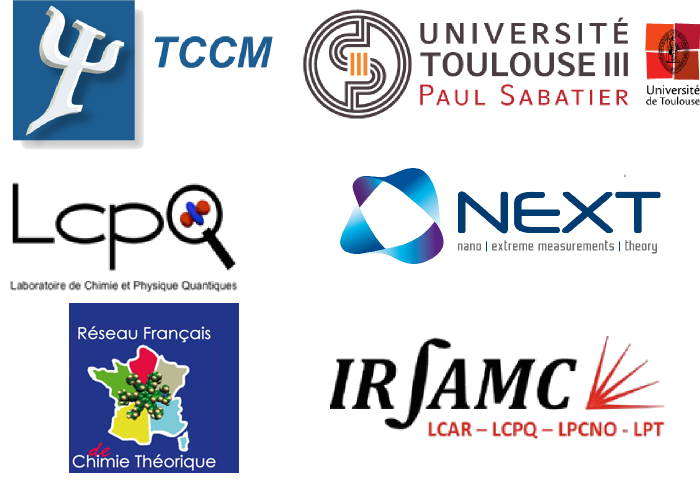 TCCM
UNIVERSITÉ
TOULOUSE III
PAUL SABATIER
Université
de Toulouse
LcpQ
Laboratoire de Chimie et Physique Quantiques
NEXT
nano | extreme measurements | theory
Réseau Français
de
Chimie Théorique
IRSAMC
LCAR – LCPQ – LPCNO - LPT